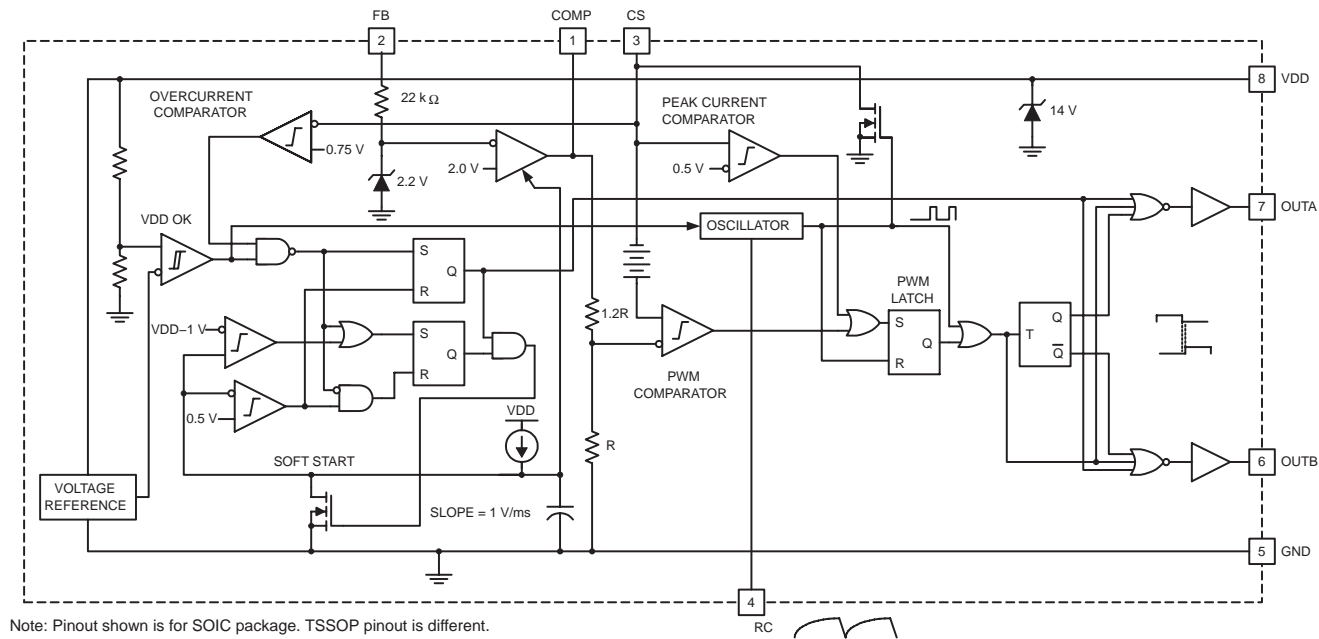 FB
COMP
CS
2
1
3
8
VDD
OVERCURRENT
COMPARATOR
22 k Ω
PEAK CURRENT
COMPARATOR
14 V
0.75 V
2.0 V
0.5 V
2.2 V
VDD OK
OSCILLATOR
7
OUTA
S
Q
R
PWM
LATCH
1.2R
S
Q
R
T
Q
Q
VDD–1 V
S
Q
R
PWM
COMPARATOR
0.5 V
VDD
R
SOFT START
6
OUTB
VOLTAGE
REFERENCE
SLOPE = 1 V/ms
5
GND
4
RC
Note: Pinout shown is for SOIC package. TSSOP pinout is different.